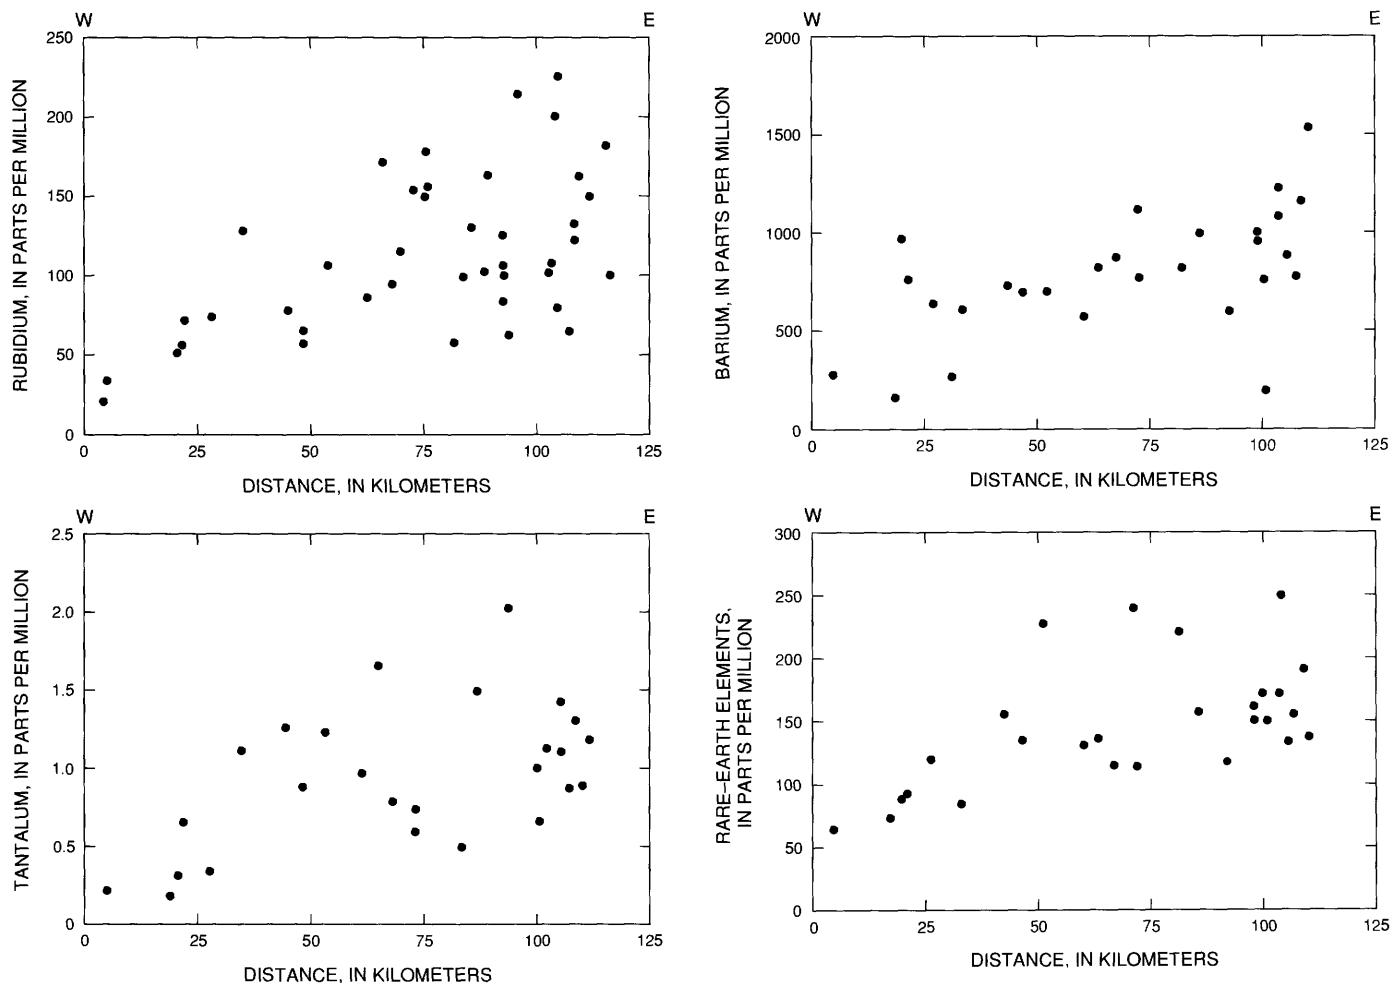 W E
250
200
150
100
50
0
RUBIDIUM, IN PARTS PER MILLION
0 25 50 75 100 125
DISTANCE, IN KILOMETERS
W E
2000
1500
1000
500
0
BARIUM, IN PARTS PER MILLION
0 25 50 75 100 125
DISTANCE, IN KILOMETERS
W E
2.5
2.0
1.5
1.0
0.5
0
TANTALUM, IN PARTS PER MILLION
0 25 50 75 100 125
DISTANCE, IN KILOMETERS
W E
300
250
200
150
100
50
0
RARE–EARTH ELEMENTS,
IN PARTS PER MILLION
0 25 50 75 100 125
DISTANCE, IN KILOMETERS